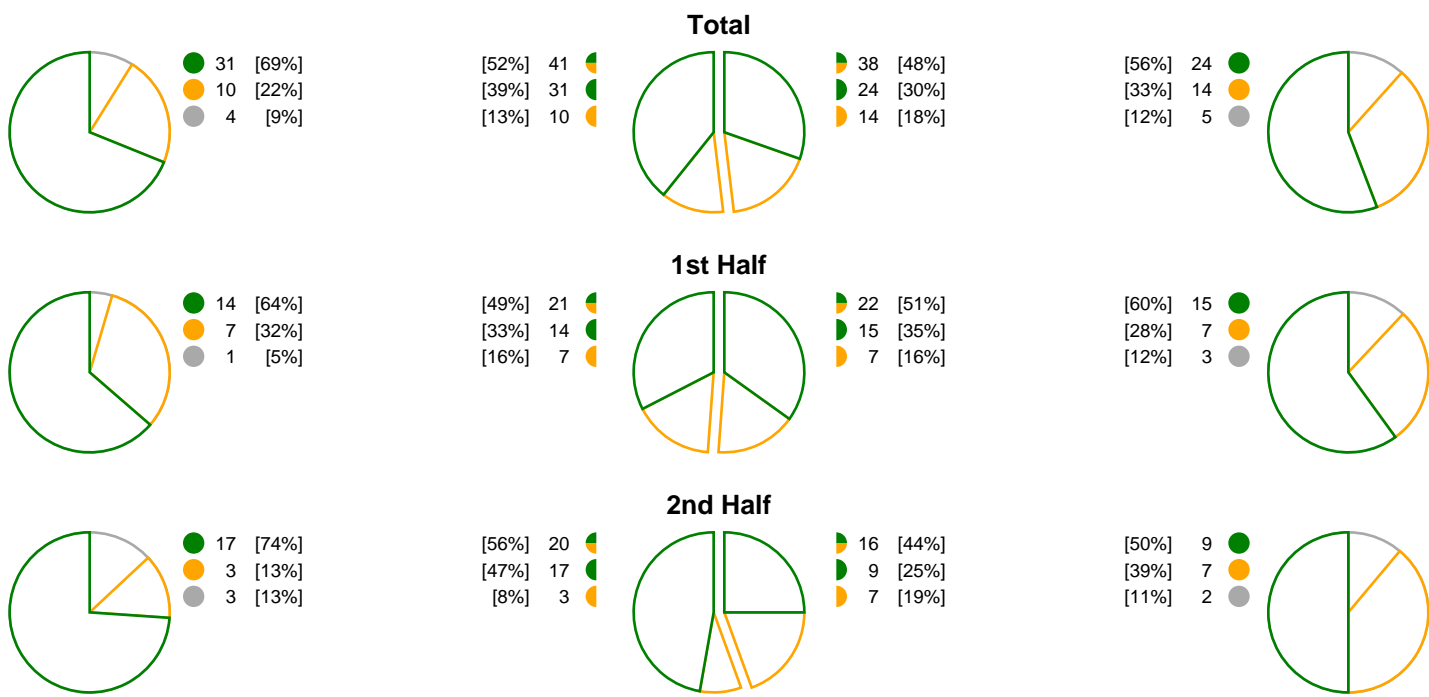 Total
31 [69%] [52%] 41 38 [48%] [56%] 24
10 [22%] [39%] 31 24 [30%] [33%] 14
4 [9%] [13%] 10 14 [18%] [12%] 5
1st Half
14 [64%] [49%] 21 22 [51%] [60%] 15
7 [32%] [33%] 14 15 [35%] [28%] 7
1 [5%] [16%] 7 7 [16%] [12%] 3
2nd Half
17 [74%] [56%] 20 16 [44%] [50%] 9
3 [13%] [47%] 17 9 [25%] [39%] 7
3 [13%] [8%] 3 7 [19%] [11%] 2